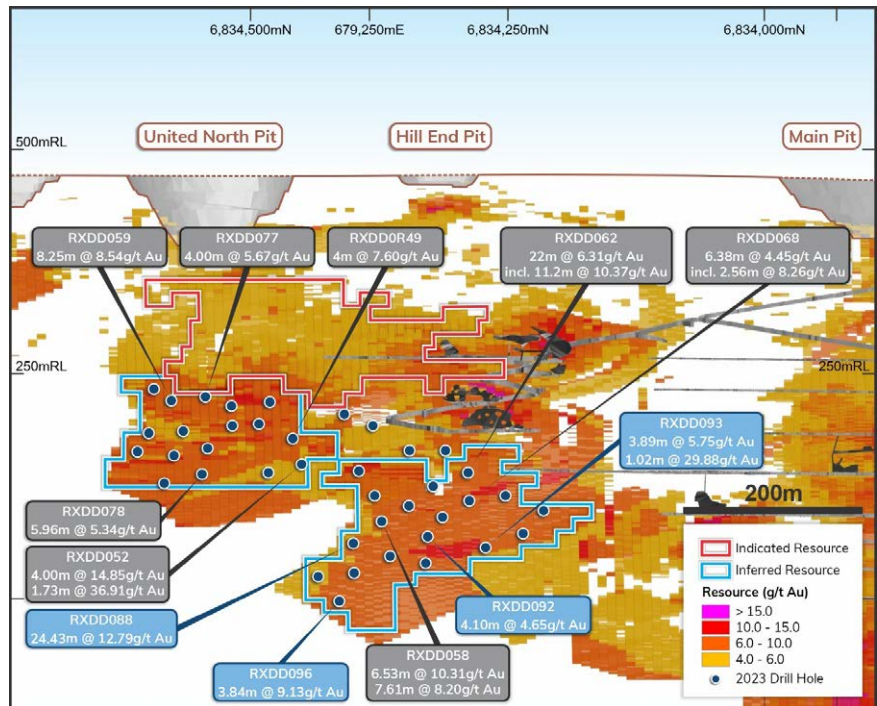 6,834,500mN
679,250mE
6,834,250mN
6,834,000mN
United North Pit
Hill End Pit
Main Pit
500mRL
RXDD059
8.25m @ 8.54g/t Au
RXDD077
4.00m @ 5.67g/t Au
RXDD0R49
4m @ 7.60g/t Au
RXDD062
22m @ 6.31g/t Au
incl. 11.2m @ 10.37g/t Au
RXDD068
6.38m @ 4.45g/t Au
incl. 2.56m @ 8.26g/t Au
250mRL
250mRL
RXDD093
3.89m @ 5.75g/t Au
1.02m @ 29.88g/t Au
200m
RXDD078
5.96m @ 5.34g/t Au
RXDD052
4.00m @ 14.85g/t Au
1.73m @ 36.91g/t Au
RXDD088
24.43m @ 12.79g/t Au
RXDD096
3.84m @ 9.13g/t Au
RXDD058
6.53m @ 10.31g/t Au
7.61m @ 8.20g/t Au
RXDD092
4.10m @ 4.65g/t Au
Indicated Resource
Inferred Resource
Resource (g/t Au)
> 15.0
10.0 - 15.0
6.0 - 10.0
4.0 - 6.0
2023 Drill Hole